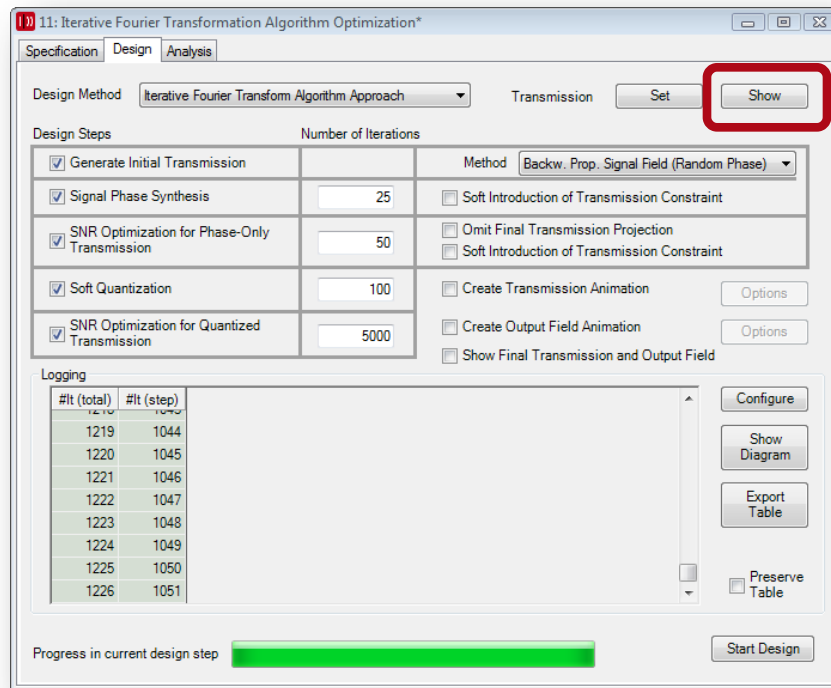 11: Iterative Fourier Transformation Algorithm Optimization*
Specification Design Analysis
Design Method Iterative Fourier Transform Algorithm Approach Transmission Set Show
Design Steps Number of Iterations
Generate Initial Transmission Method Backw. Prop. Signal Field (Random Phase)
Signal Phase Synthesis 25 Soft Introduction of Transmission Constraint
SNR Optimization for Phase-Only Transmission 50 Omit Final Transmission Projection
Soft Introduction of Transmission Constraint
Soft Quantization 100 Create Transmission Animation Options
SNR Optimization for Quantized Transmission 5000 Create Output Field Animation Options
Show Final Transmission and Output Field
Logging
#It (total) #It (step) Configure
1219 1044
1220 1045 Show Diagram
1221 1046
1222 1047 Export Table
1223 1048
1224 1049
1225 1050 Preserve Table
1226 1051
Progress in current design step Start Design